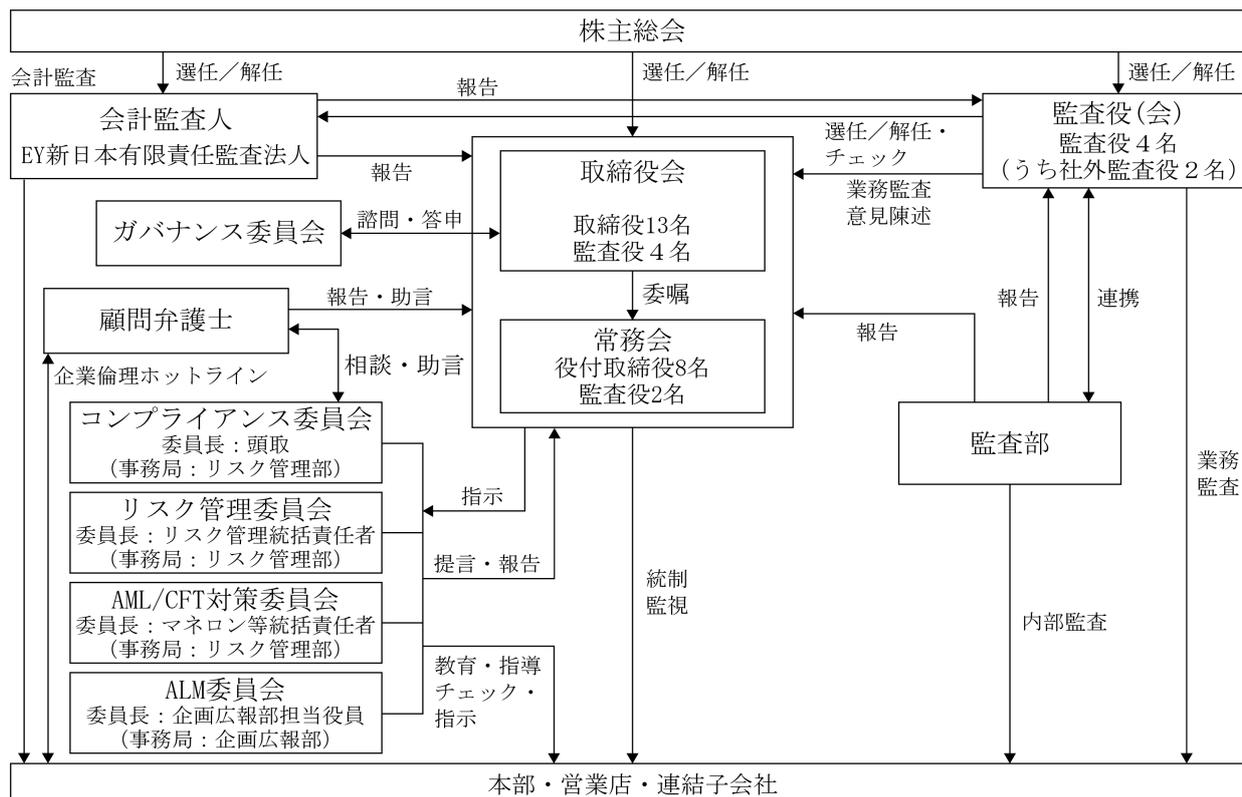 株主総会
会計監査
選任／解任
選任／解任
選任／解任
会計監査人
EY新日本有限責任監査法人
報告
選任／解任・
チェック
監査役(会)
監査役４名
(うち社外監査役２名)
報告
業務監査
意見陳述
取締役会
取締役13名
監査役４名
ガバナンス委員会
諮問・答申
委嘱
顧問弁護士
報告・助言
常務会
役付取締役8名
監査役2名
報告
報告
連携
企業倫理ホットライン
相談・助言
コンプライアンス委員会
委員長：頭取
(事務局：リスク管理部)
監査部
業務
監査
リスク管理委員会
委員長：リスク管理統括責任者
(事務局：リスク管理部)
指示
提言・報告
統制
監視
内部監査
AML/CFT対策委員会
委員長：マネロン等統括責任者
(事務局：リスク管理部)
教育・指導
チェック・
指示
ALM委員会
委員長：企画広報部担当役員
(事務局：企画広報部)
本部・営業店・連結子会社